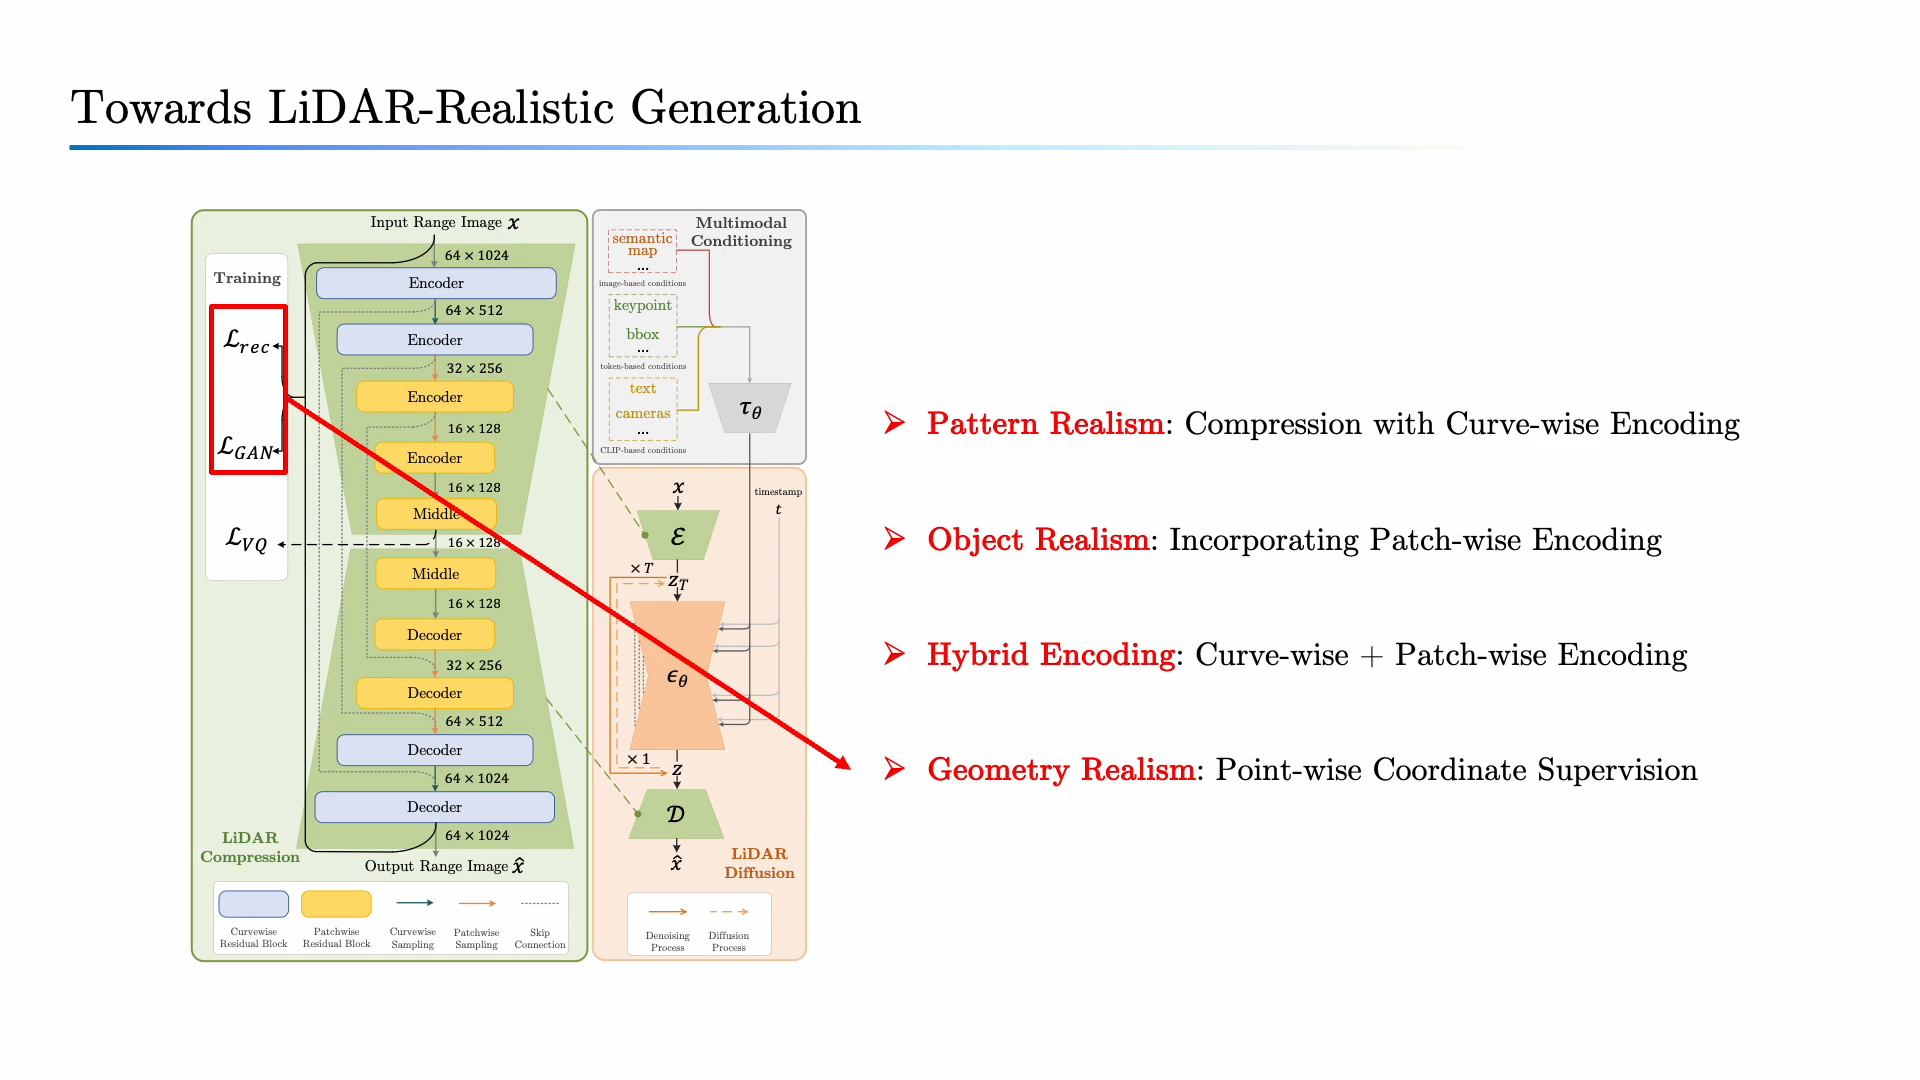 Towards LiDAR-Realistic Generation
Input Range Image x
64 × 1024
Training
Encoder
64 × 512
ℒrec
Encoder
32 × 256
Encoder
16 × 128
ℒGAN
Encoder
16 × 128
Middle
16 × 128
ℒVQ
Middle
16 × 128
Decoder
32 × 256
Decoder
64 × 512
Decoder
64 × 1024
Decoder
64 × 1024
LiDAR
Compression
Output Range Image x̂
Curvewise
Residual Block
Patchwise
Residual Block
Curvewise
Sampling
Patchwise
Sampling
Skip
Connection
Multimodal
Conditioning
semantic
map
...
image-based conditions
keypoint
bbox
...
token-based conditions
text
cameras
...
CLIP-based conditions
τθ
x
timestamp
t
ℰ
× T
zT
ϵθ
× 1
z
𝒟
x̂
LiDAR
Diffusion
Denoising
Process
Diffusion
Process
➢ Pattern Realism: Compression with Curve-wise Encoding
➢ Object Realism: Incorporating Patch-wise Encoding
➢ Hybrid Encoding: Curve-wise + Patch-wise Encoding
➢ Geometry Realism: Point-wise Coordinate Supervision